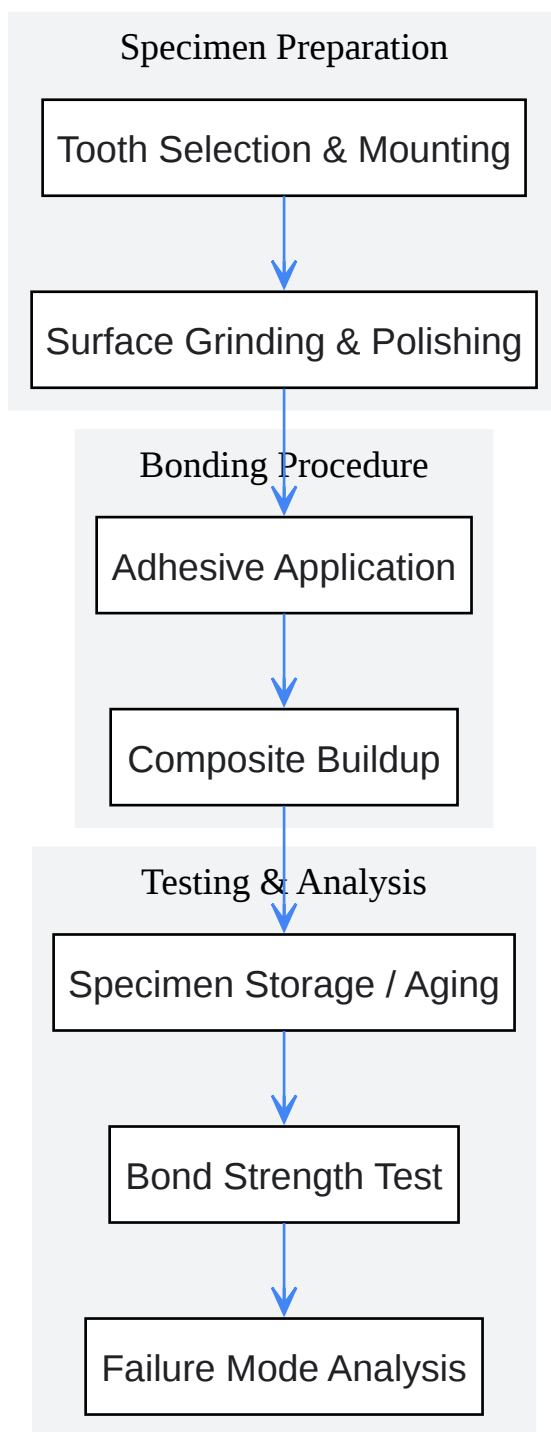 Specimen Preparation
Tooth Selection & Mounting
Surface Grinding & Polishing
Bonding Procedure
Adhesive Application
Composite Buildup
Testing & Analysis
Specimen Storage / Aging
Bond Strength Test
Failure Mode Analysis